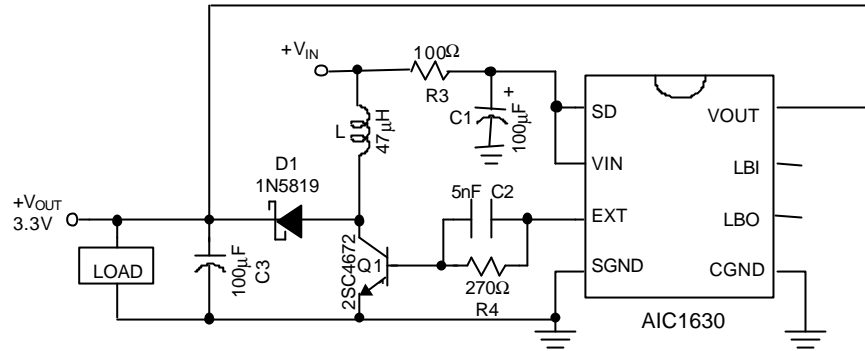 +VIN
100Ω
R3
+
C1
100μF
L
47μH
SD
VOUT
VIN
LBI
EXT
LBO
SGND
CGND
AIC1630
D1
1N5819
5nF C2
+VOUT
3.3V
LOAD
100μF
C3
2SC4672
Q1
270Ω
R4